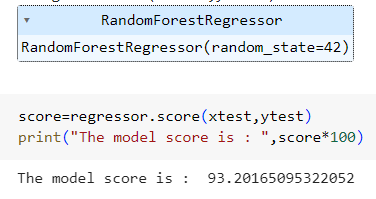 RandomForestRegressor
RandomForestRegressor(random_state=42)
score=regressor.score(xtest,ytest)
print("The model score is : ",score*100)
The model score is :  93.20165095322052